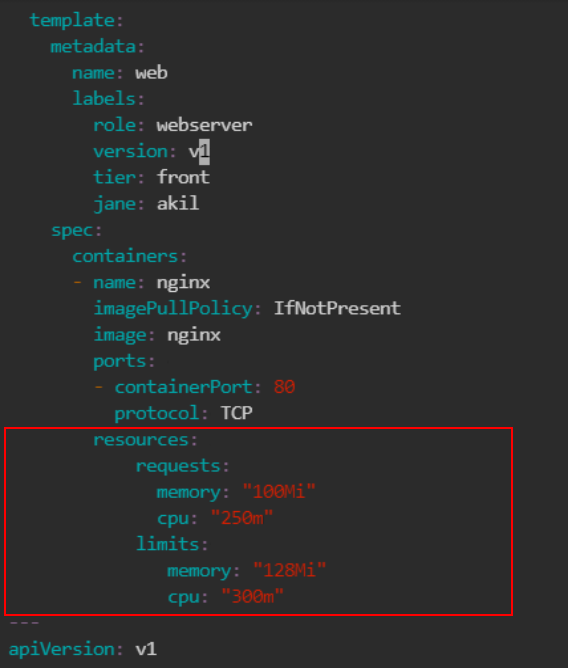 template:
metadata:
name: web
labels:
role: webserver
version: v1
tier: front
jane: akil
spec:
containers:
- name: nginx
imagePullPolicy: IfNotPresent
image: nginx
ports:
- containerPort: 80
protocol: TCP
resources:
requests:
memory: "100Mi"
cpu: "250m"
limits:
memory: "128Mi"
cpu: "300m"
---
apiVersion: v1